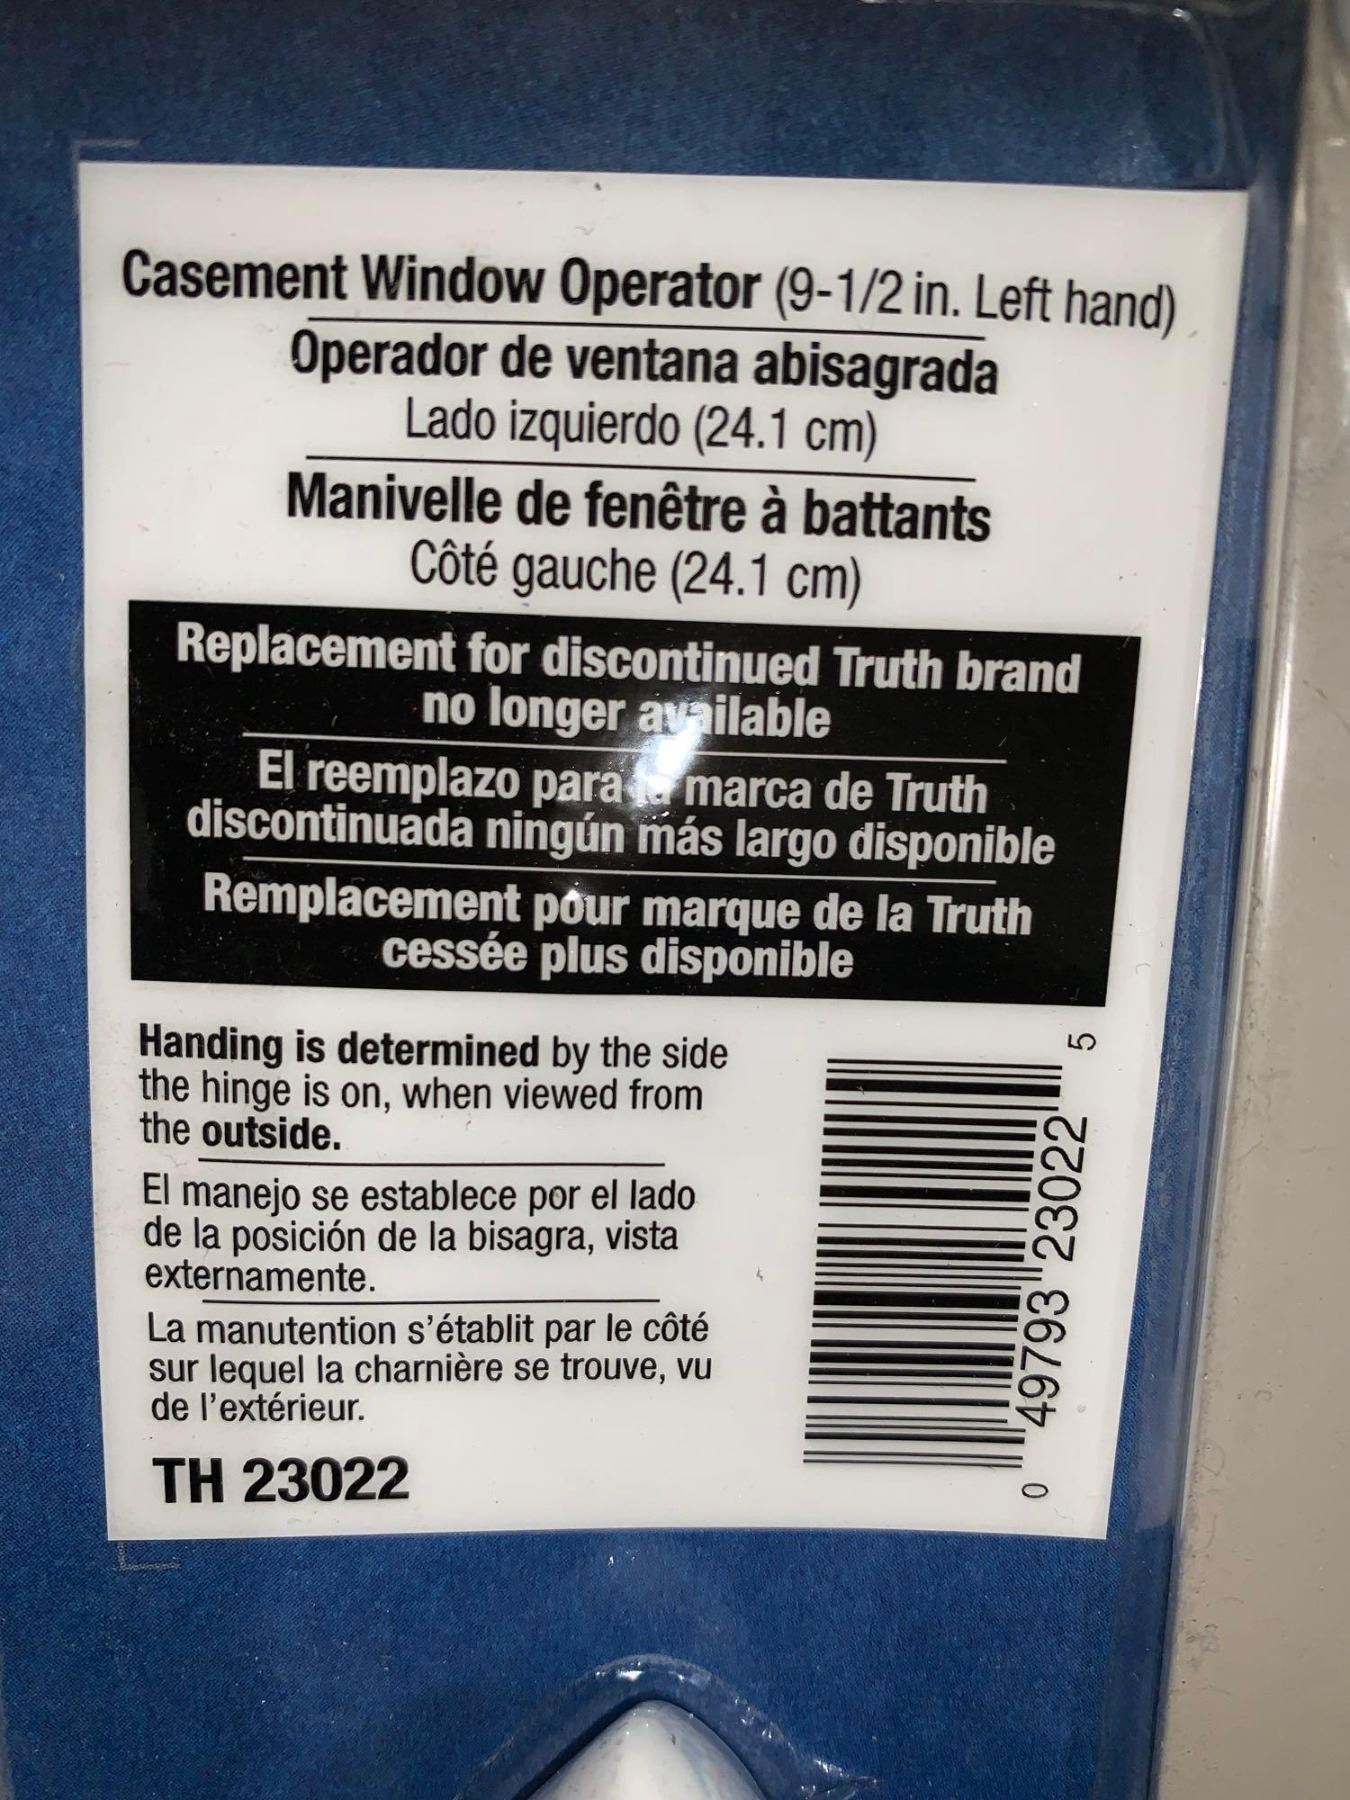 Casement Window Operator (9-1/2 in. Left hand)
Operador de ventana abisagrada
Lado izquierdo (24.1 cm)
Manivelle de fenêtre à battants
Côté gauche (24.1 cm)
Replacement for discontinued Truth brand
no longer available
El reemplazo para la marca de Truth
discontinuada ningún más largo disponible
Remplacement pour marque de la Truth
cessée plus disponible
Handing is determined by the side
the hinge is on, when viewed from
the outside.
El manejo se establece por el lado
de la posición de la bisagra, vista
externamente.
La manutention s'établit par le côté
sur lequel la charnière se trouve, vu
de l'extérieur.
TH 23022
0 49793 23022 5